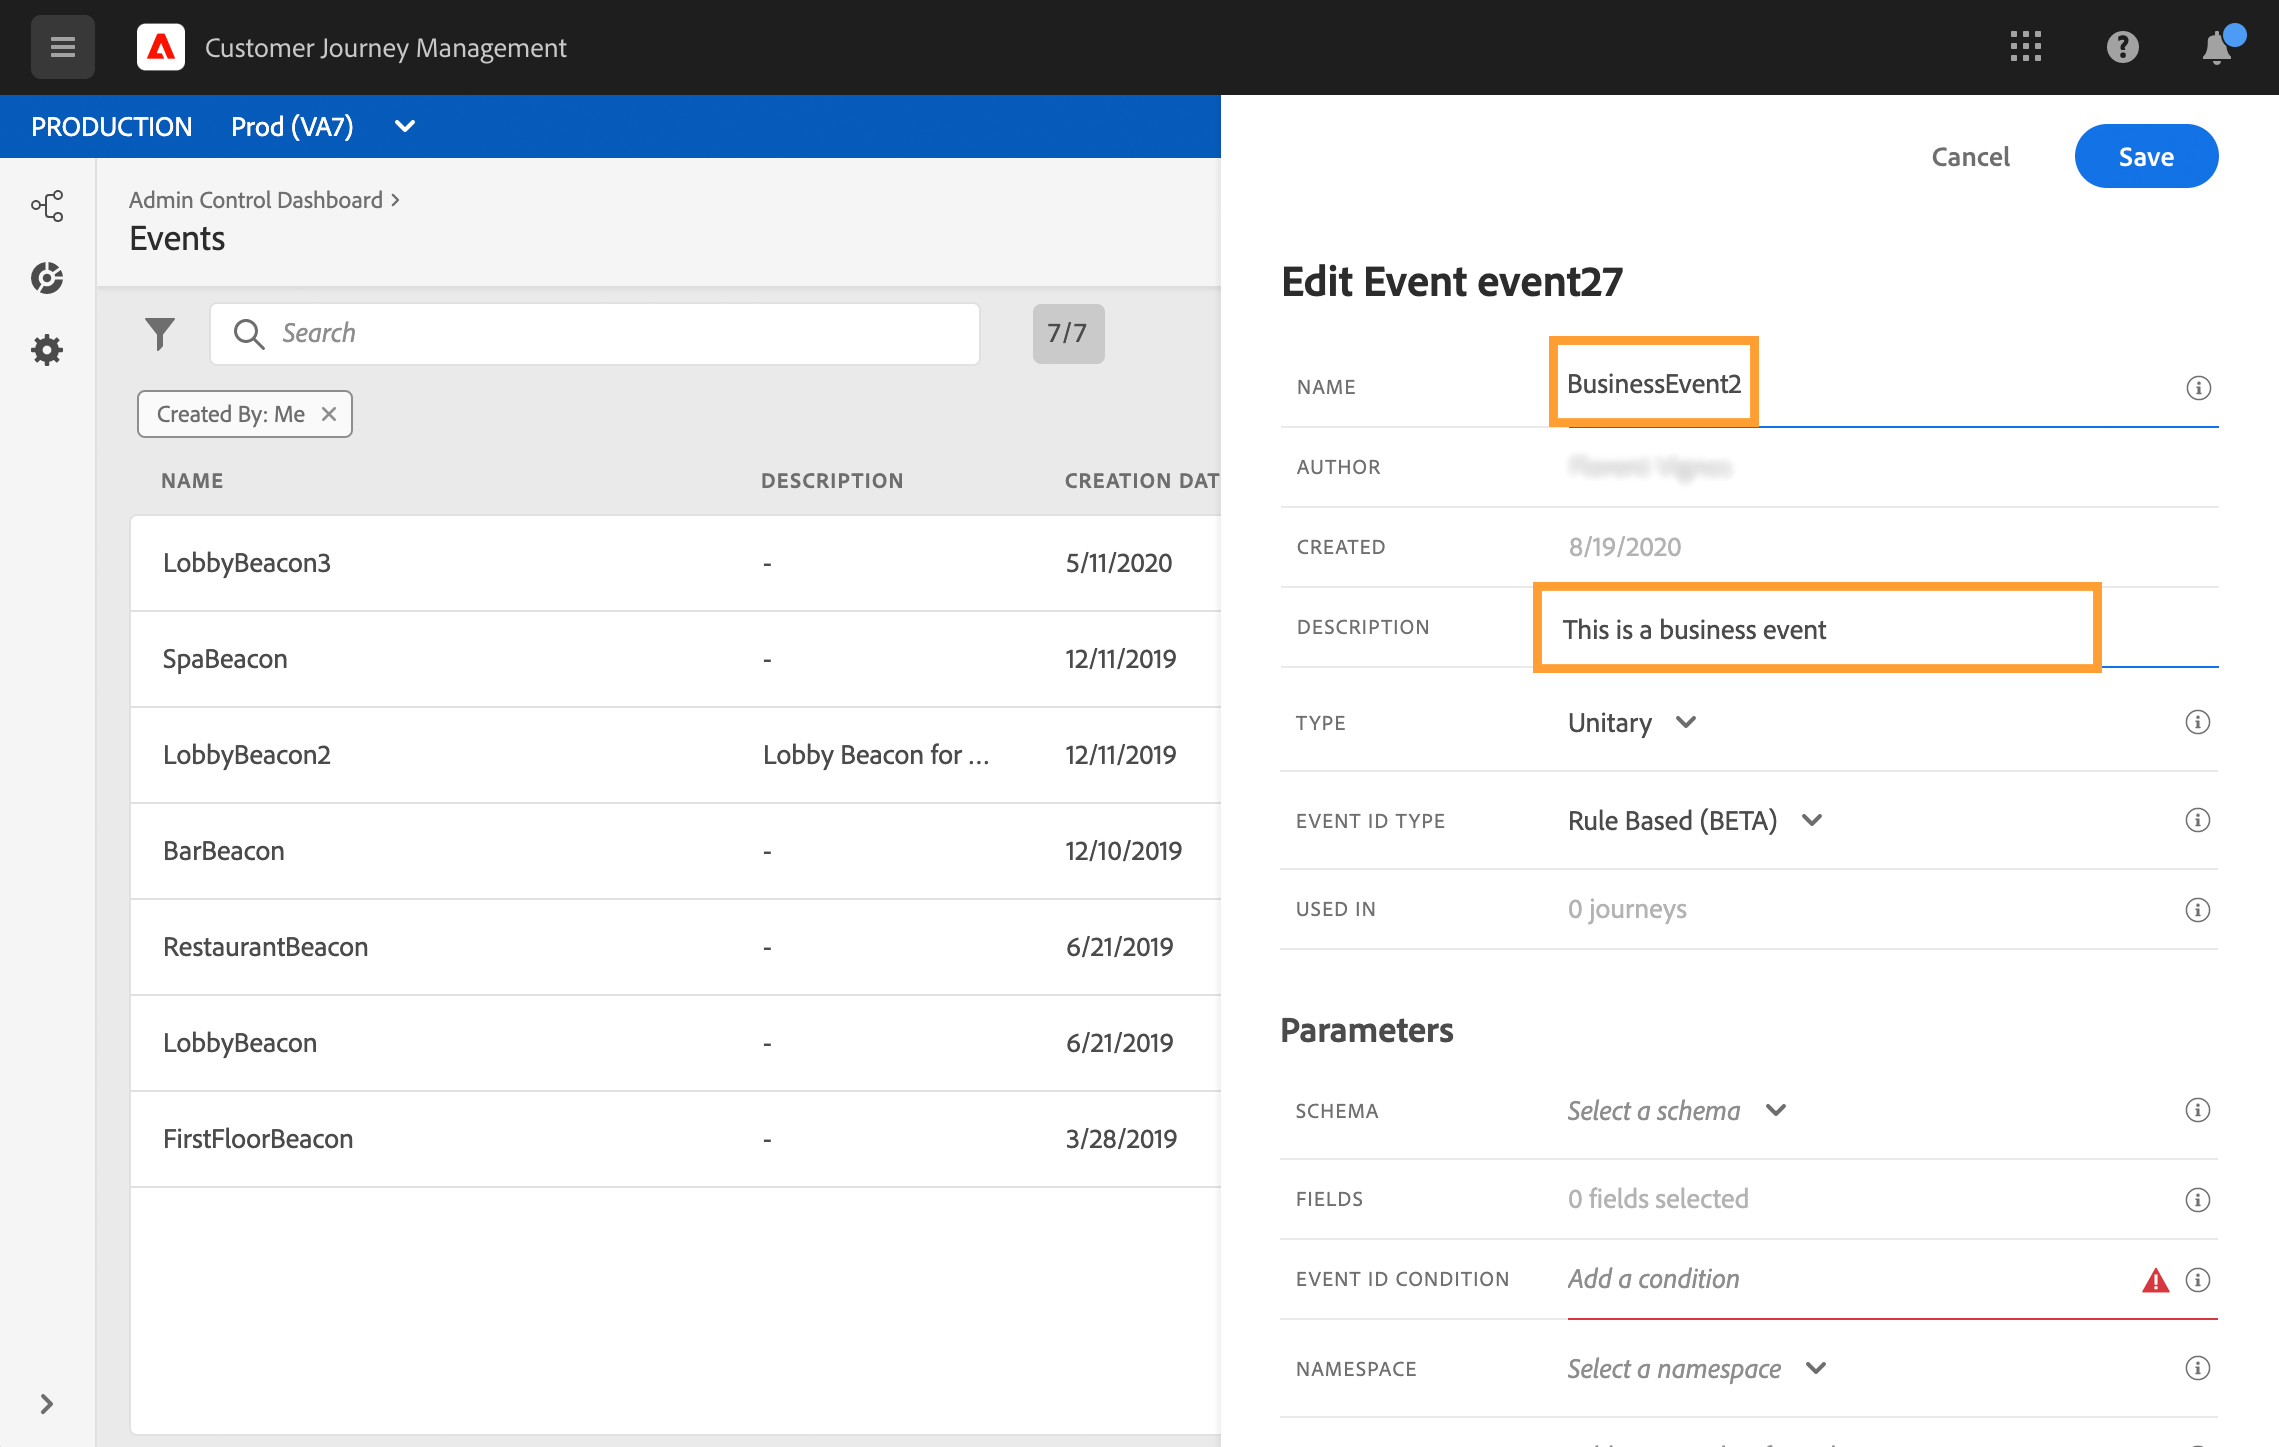 Customer Journey Management
PRODUCTION Prod (VA7)
Cancel Save
Admin Control Dashboard
Events
Search
7/7
Created By: Me
NAME DESCRIPTION CREATION DAT
LobbyBeacon3 - 5/11/2020
SpaBeacon - 12/11/2019
LobbyBeacon2 Lobby Beacon for ... 12/11/2019
BarBeacon - 12/10/2019
RestaurantBeacon - 6/21/2019
LobbyBeacon - 6/21/2019
FirstFloorBeacon - 3/28/2019
Edit Event event27
NAME BusinessEvent2
AUTHOR
CREATED 8/19/2020
DESCRIPTION This is a business event
TYPE Unitary
EVENT ID TYPE Rule Based (BETA)
USED IN 0 journeys
Parameters
SCHEMA Select a schema
FIELDS 0 fields selected
EVENT ID CONDITION Add a condition
NAMESPACE Select a namespace